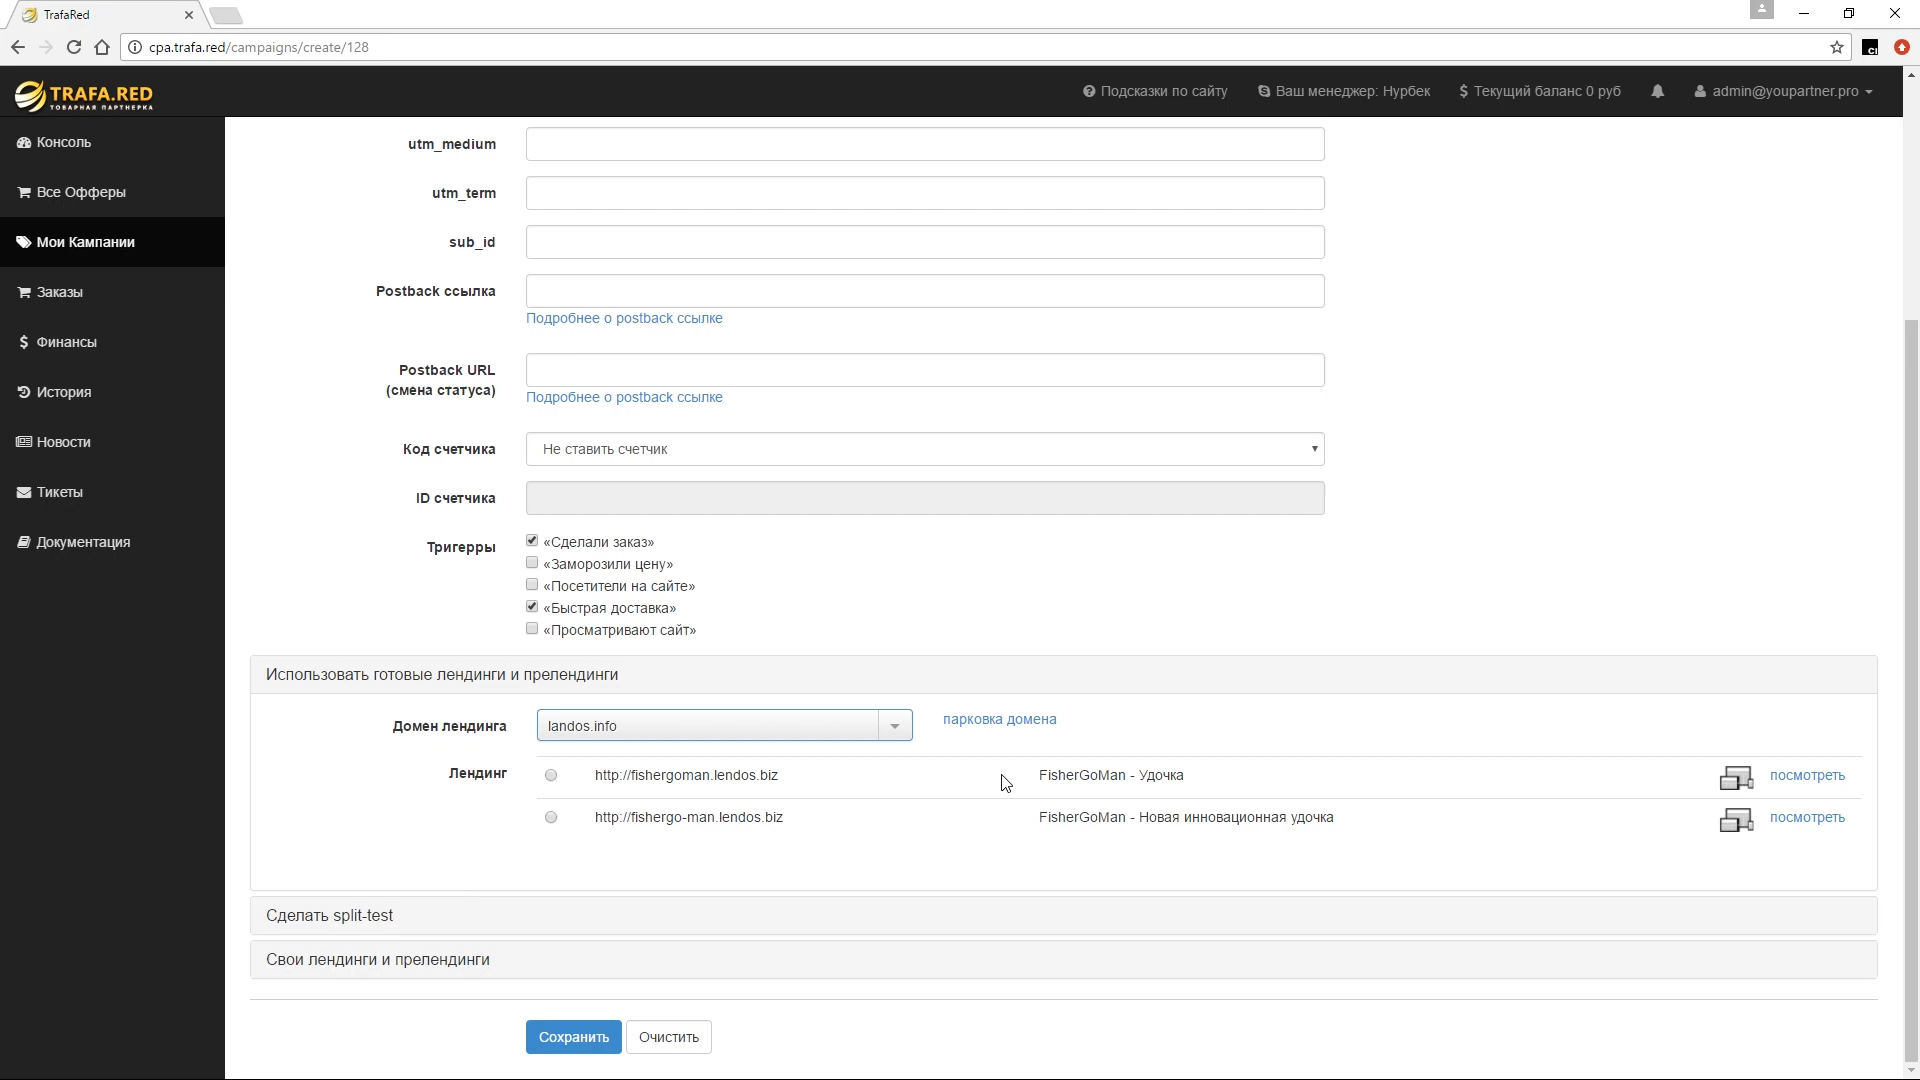 TrafaRed
cpa.trafa.red/campaigns/create/128
TRAFA.RED
ТОВАРНАЯ ПАРТНЕРКА
Подсказки по сайту
Ваш менеджер: Нурбек
Текущий баланс 0 руб
admin@youpartner.pro
Консоль
Все Офферы
Мои Кампании
Заказы
Финансы
История
Новости
Тикеты
Документация
utm_medium
utm_term
sub_id
Postback ссылка
Подробнее о postback ссылке
Postback URL
(смена статуса)
Подробнее о postback ссылке
Код счетчика
Не ставить счетчик
ID счетчика
Тригерры
«Сделали заказ»
«Заморозили цену»
«Посетители на сайте»
«Быстрая доставка»
«Просматривают сайт»
Использовать готовые лендинги и прелендинги
Домен лендинга landos.info парковка домена
Лендинг http://fishergoman.lendos.biz FisherGoMan - Удочка посмотреть
http://fishergo-man.lendos.biz FisherGoMan - Новая инновационная удочка посмотреть
Сделать split-test
Свои лендинги и прелендинги
Сохранить Очистить